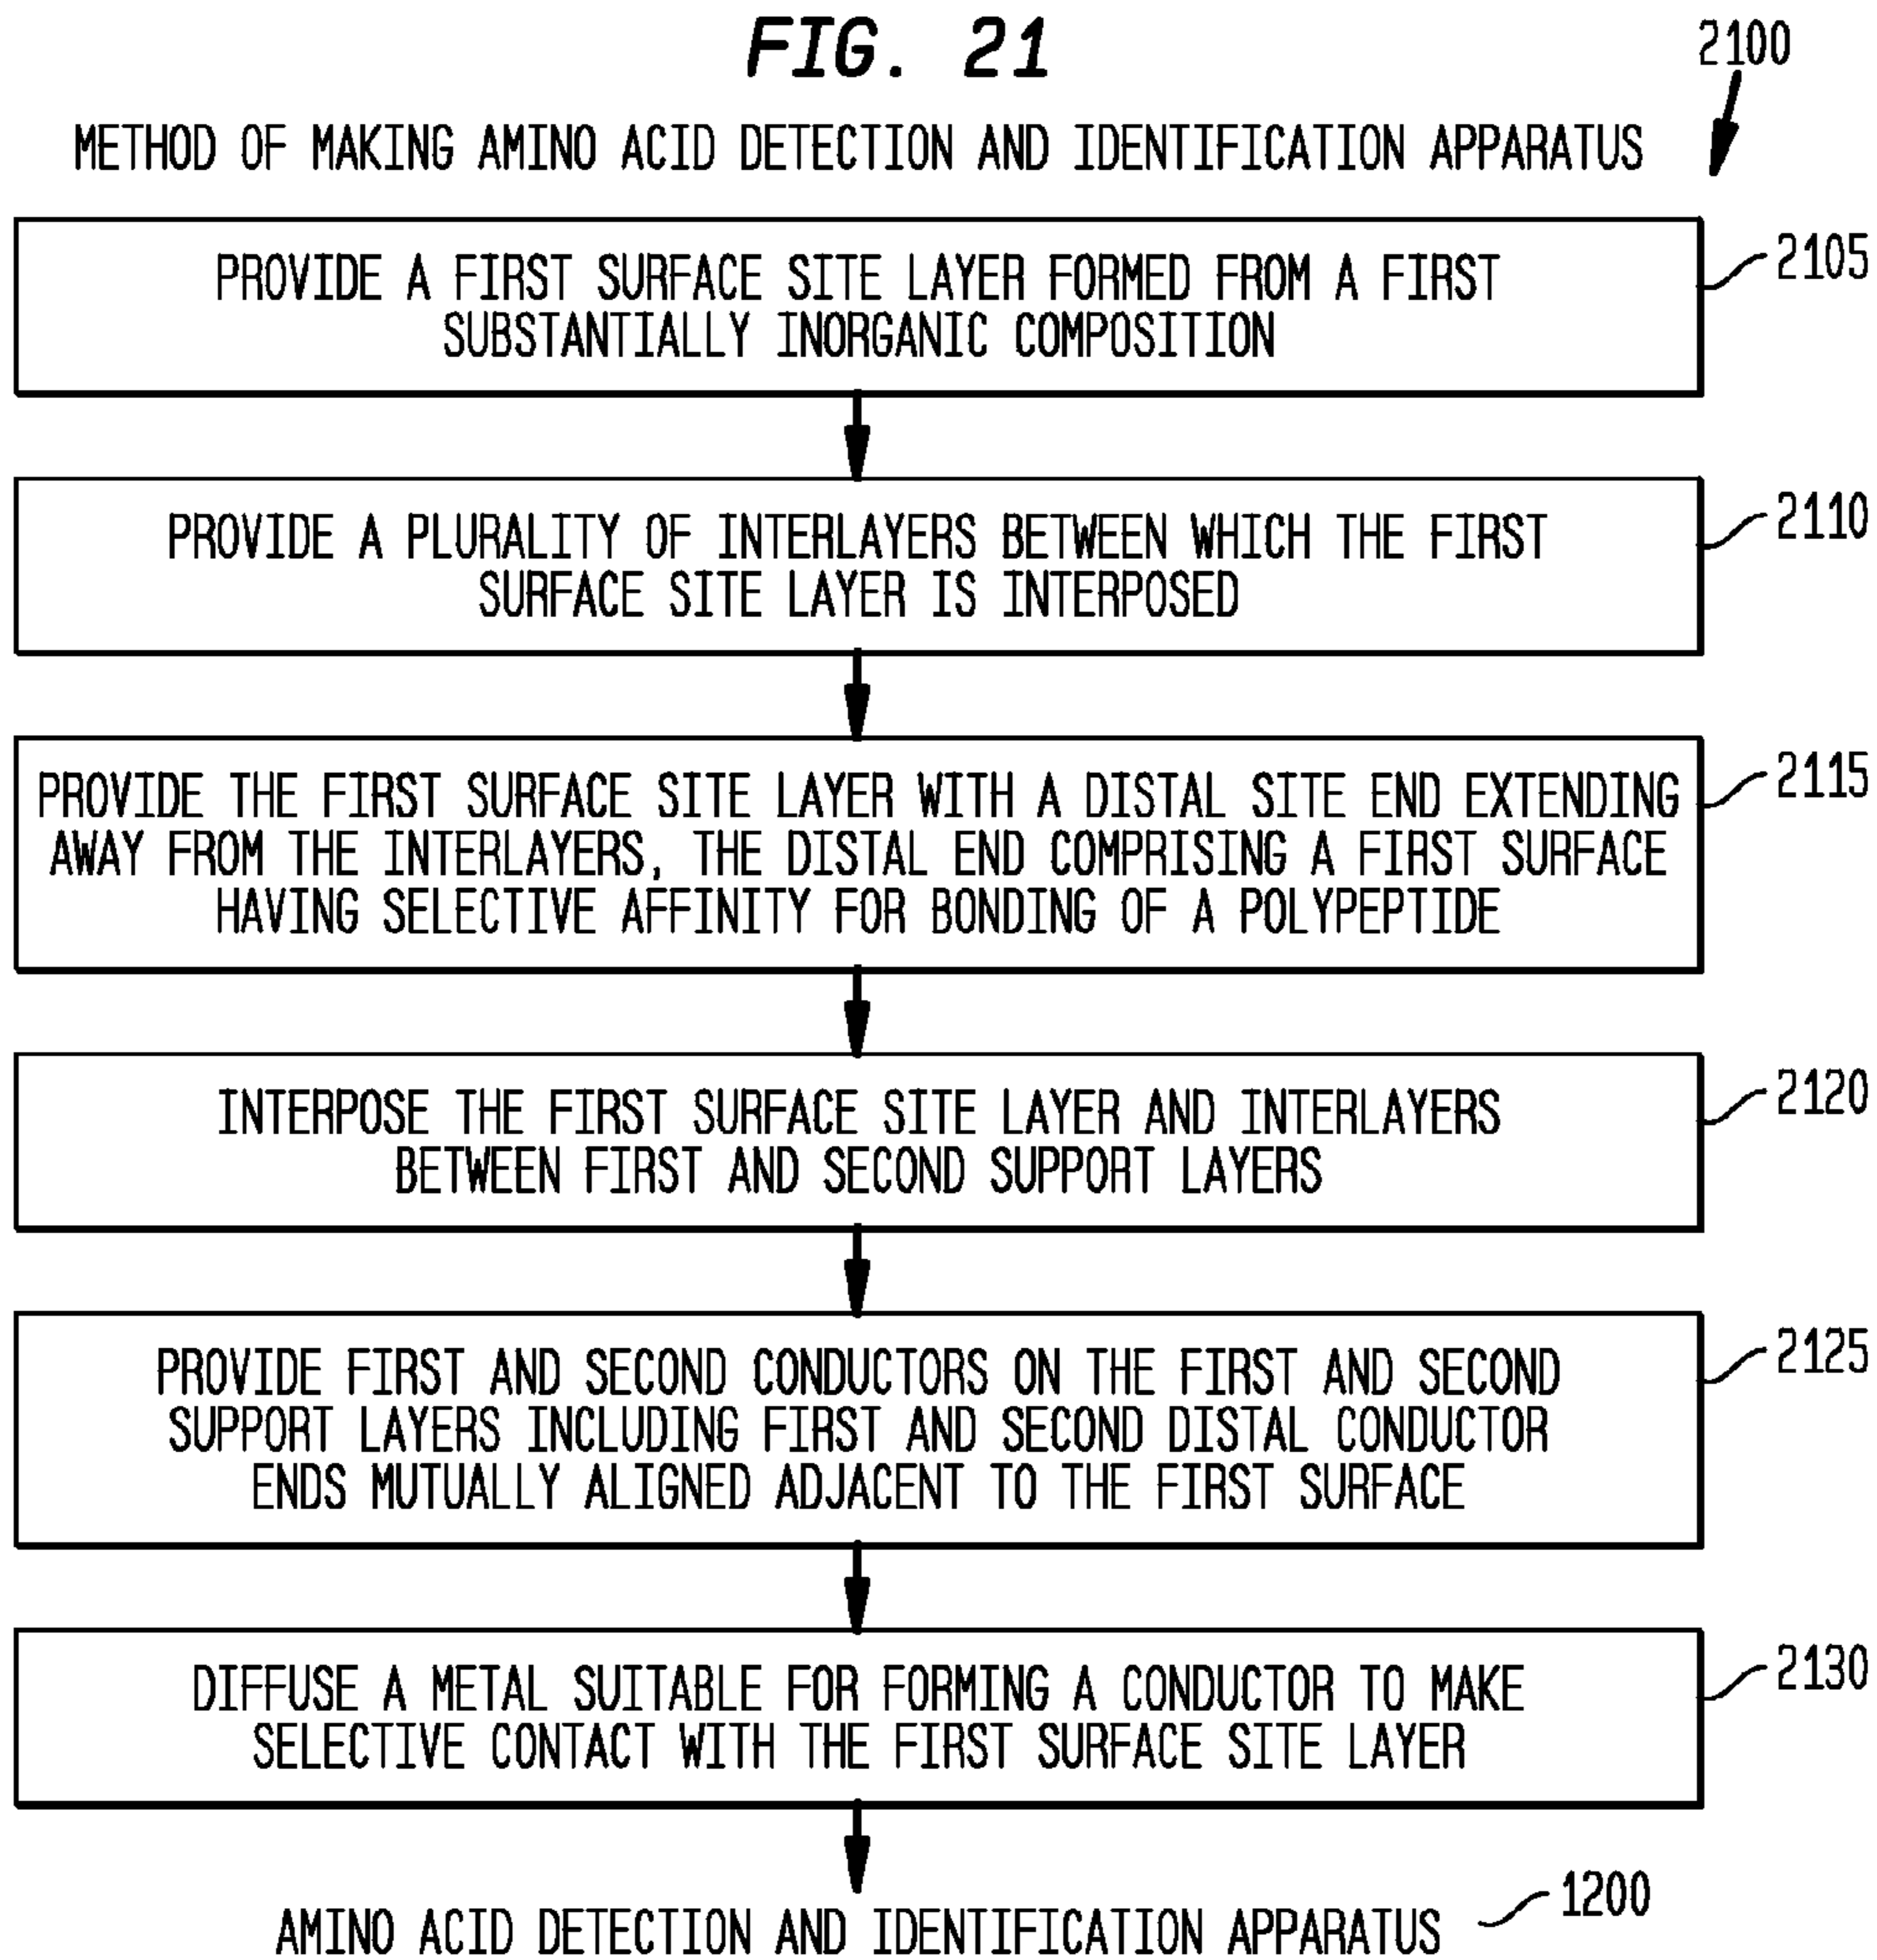 FIG. 21
2100
METHOD OF MAKING AMINO ACID DETECTION AND IDENTIFICATION APPARATUS
PROVIDE A FIRST SURFACE SITE LAYER FORMED FROM A FIRST
SUBSTANTIALLY INORGANIC COMPOSITION
2105
PROVIDE A PLURALITY OF INTERLAYERS BETWEEN WHICH THE FIRST
SURFACE SITE LAYER IS INTERPOSED
2110
PROVIDE THE FIRST SURFACE SITE LAYER WITH A DISTAL SITE END EXTENDING
AWAY FROM THE INTERLAYERS, THE DISTAL END COMPRISING A FIRST SURFACE
HAVING SELECTIVE AFFINITY FOR BONDING OF A POLYPEPTIDE
2115
INTERPOSE THE FIRST SURFACE SITE LAYER AND INTERLAYERS
BETWEEN FIRST AND SECOND SUPPORT LAYERS
2120
PROVIDE FIRST AND SECOND CONDUCTORS ON THE FIRST AND SECOND
SUPPORT LAYERS INCLUDING FIRST AND SECOND DISTAL CONDUCTOR
ENDS MUTUALLY ALIGNED ADJACENT TO THE FIRST SURFACE
2125
DIFFUSE A METAL SUITABLE FOR FORMING A CONDUCTOR TO MAKE
SELECTIVE CONTACT WITH THE FIRST SURFACE SITE LAYER
2130
AMINO ACID DETECTION AND IDENTIFICATION APPARATUS
1200